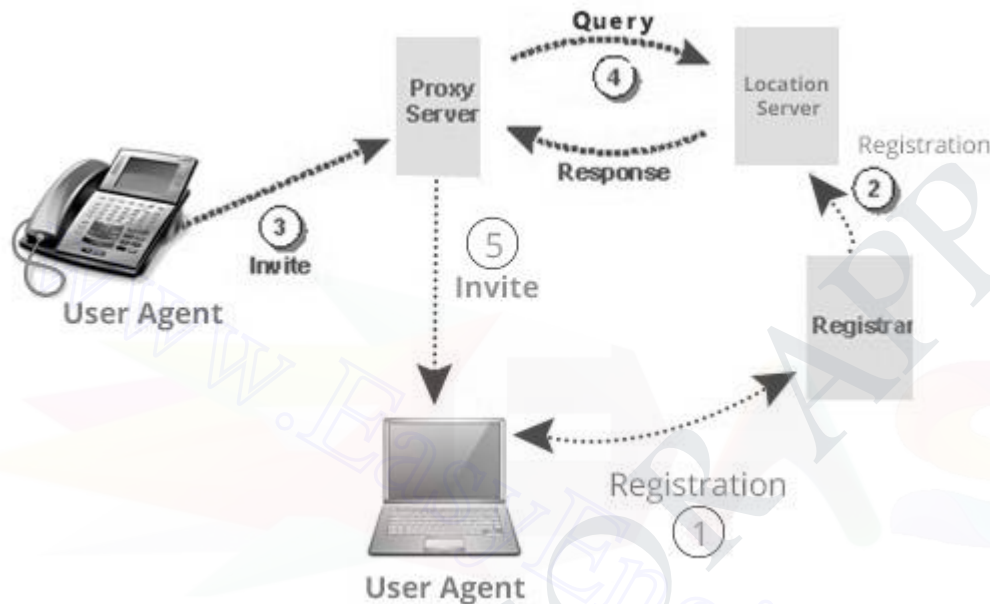 Query
4
Proxy
Server
Location
Server
Response
Registration
2
3
Invite
5
Invite
User Agent
Registrar
Registration
1
User Agent